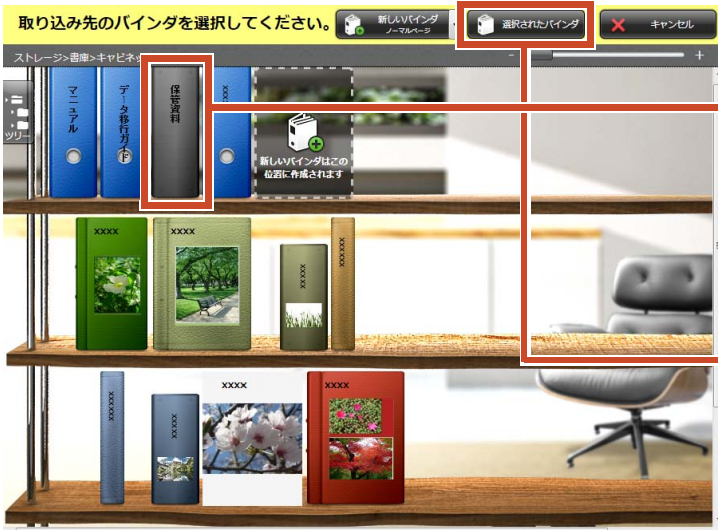 取り込み先のバインダを選択してください。
新しいバインダ
ノーマルページ
選択されたバインダ
キャンセル
ストレージ>書庫>キャビネッ
- +
ツリー
マニュアル
データ移行ガイド
保管資料
xxxx
新しいバインダはこの
位置に作成されます
xxxx
xxxx
xxxxx
xxxxxx
xxxxx
xxxxx
xxxx
xxxx